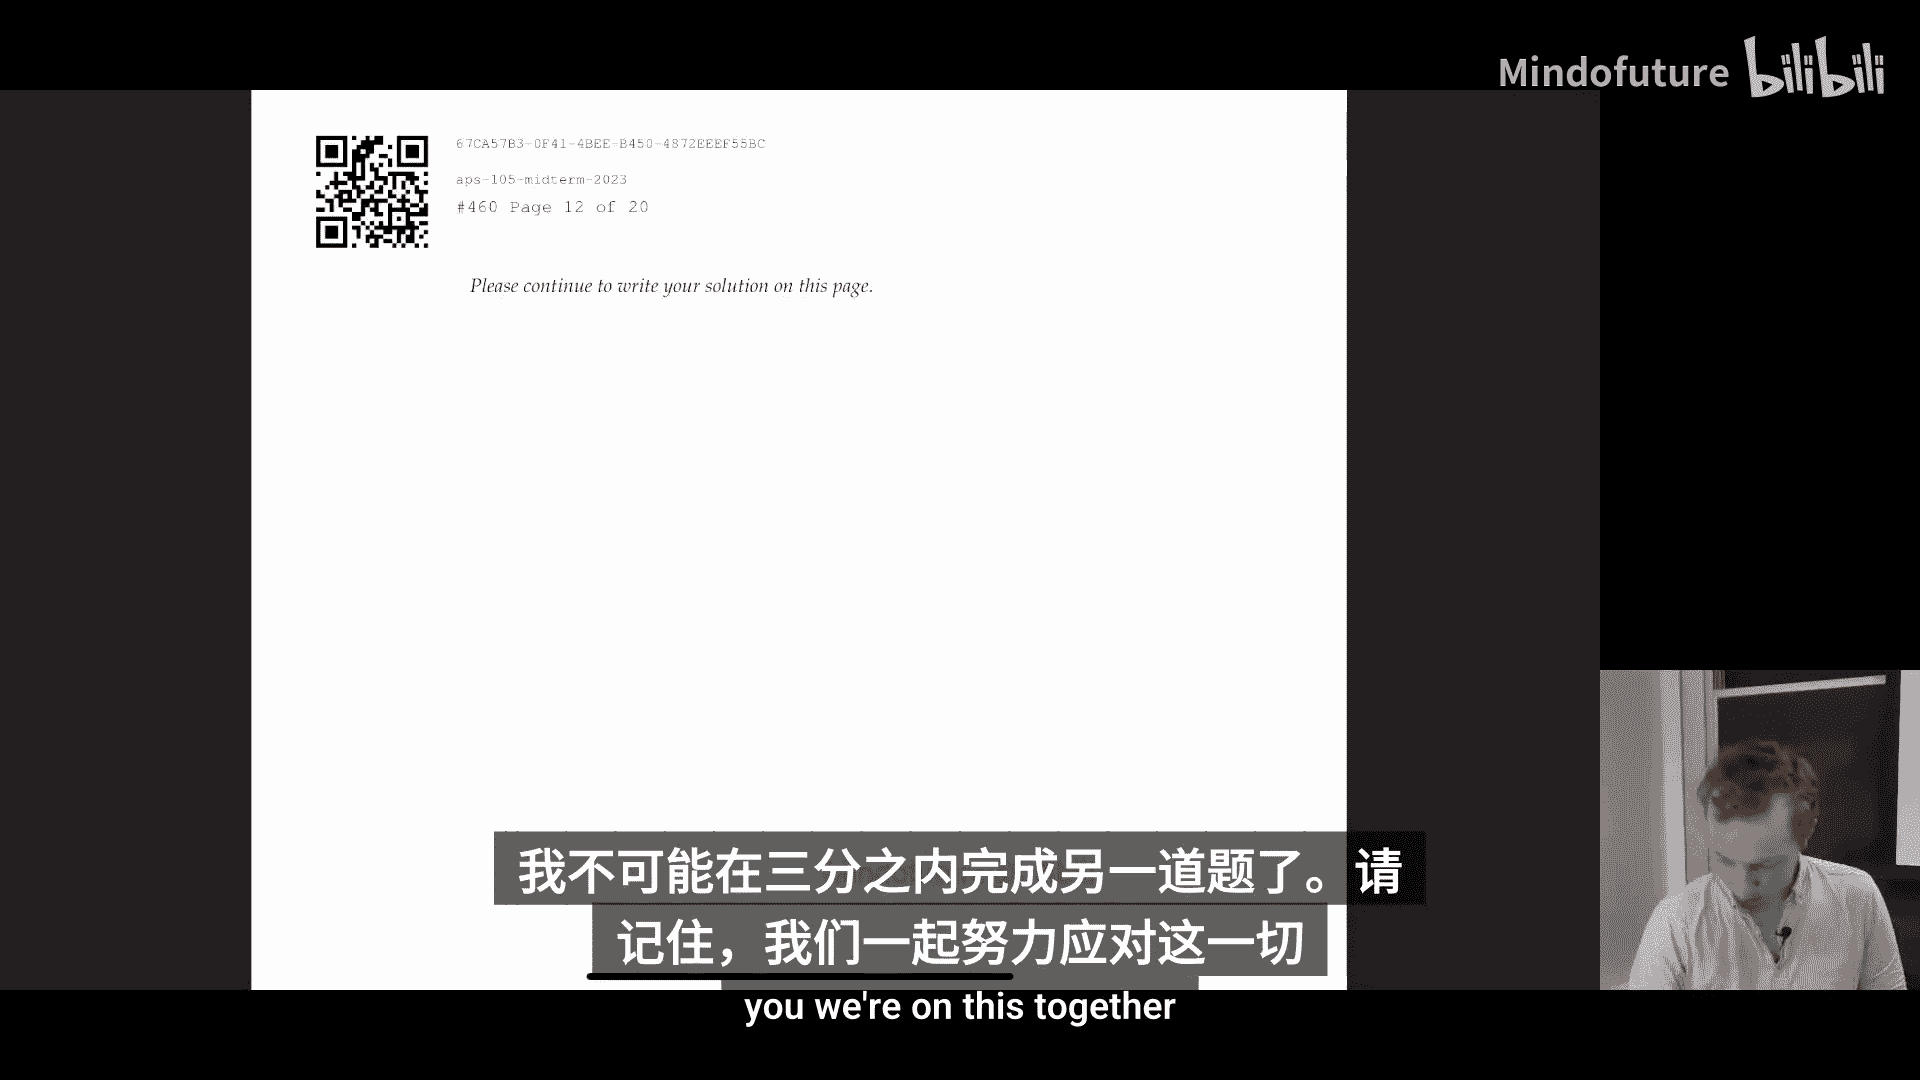 Mindofuture bilibili
67CA57B3-0F41-4BEE-B450-4872EEEF55BC
aps-105-midterm-2023
#460 Page 12 of 20
Please continue to write your solution on this page.
我不可能在三分之内完成另一道题了。请
记住，我们一起努力应对这一切
you we're on this together